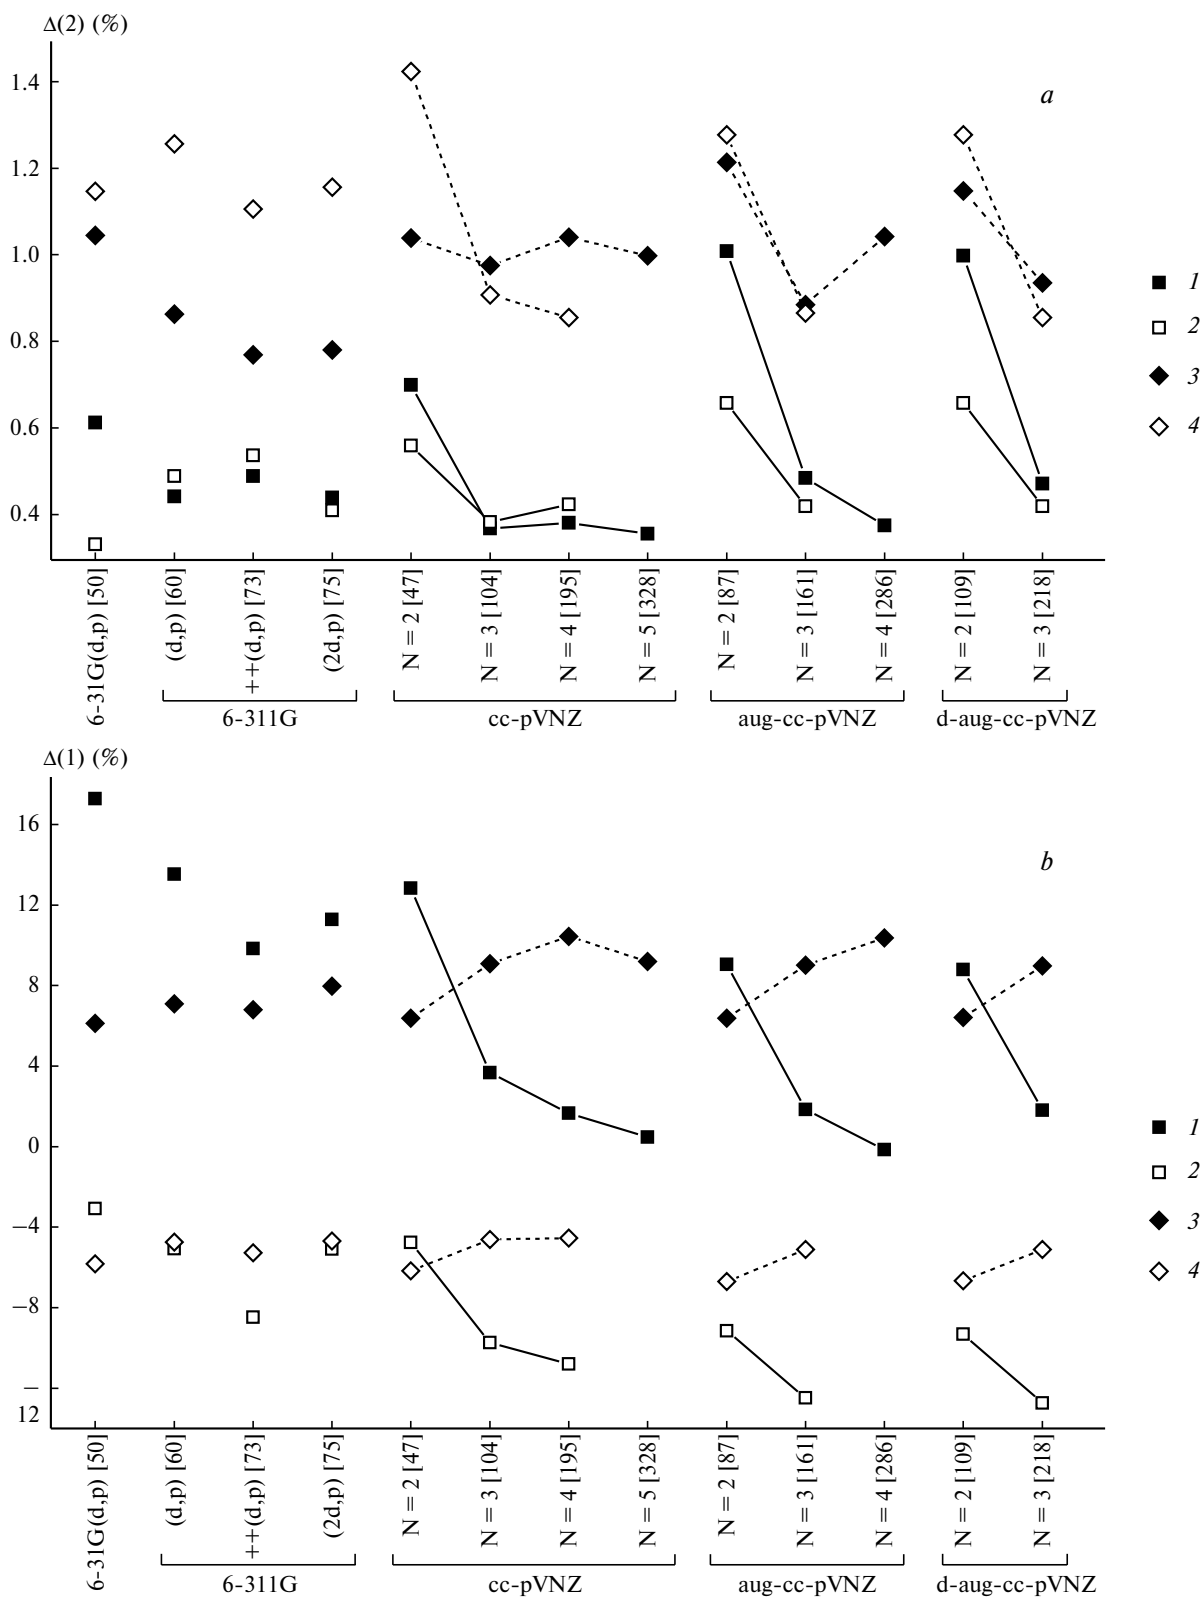 Δ(2) (%)
1.4
1.2
1.0
0.8
0.6
0.4
a
1
2
3
4
6-31G(d,p) [50]
(d,p) [60]
++(d,p) [73]
(2d,p) [75]
N = 2 [47]
N = 3 [104]
N = 4 [195]
N = 5 [328]
N = 2 [87]
N = 3 [161]
N = 4 [286]
N = 2 [109]
N = 3 [218]
6-311G
cc-pVNZ
aug-cc-pVNZ
d-aug-cc-pVNZ
Δ(1) (%)
16
12
8
4
0
−4
−8
−
12
b
1
2
3
4
6-31G(d,p) [50]
(d,p) [60]
++(d,p) [73]
(2d,p) [75]
N = 2 [47]
N = 3 [104]
N = 4 [195]
N = 5 [328]
N = 2 [87]
N = 3 [161]
N = 4 [286]
N = 2 [109]
N = 3 [218]
6-311G
cc-pVNZ
aug-cc-pVNZ
d-aug-cc-pVNZ